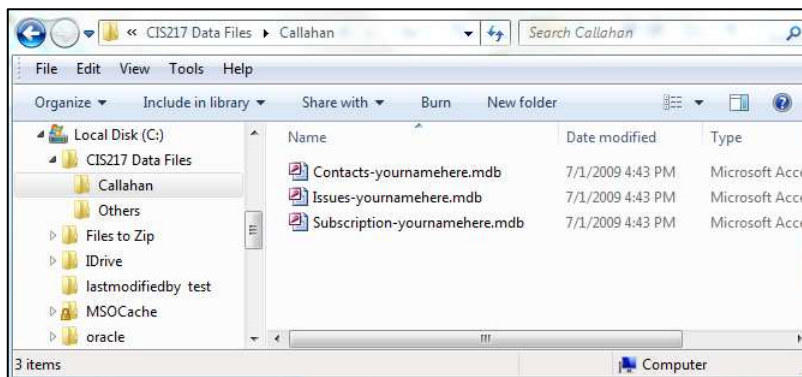 « CIS217 Data Files Callahan Search Callahan
File Edit View Tools Help
Organize Include in library Share with Burn New folder
Local Disk (C:)
CIS217 Data Files
Callahan
Others
Files to Zip
IDrive
lastmodifiedby test
MSOCache
oracle
Name Date modified Type
Contacts-yournamehere.mdb 7/1/2009 4:43 PM Microsoft Acce
Issues-yournamehere.mdb 7/1/2009 4:43 PM Microsoft Acce
Subscription-yournamehere.mdb 7/1/2009 4:43 PM Microsoft Acce
3 items Computer